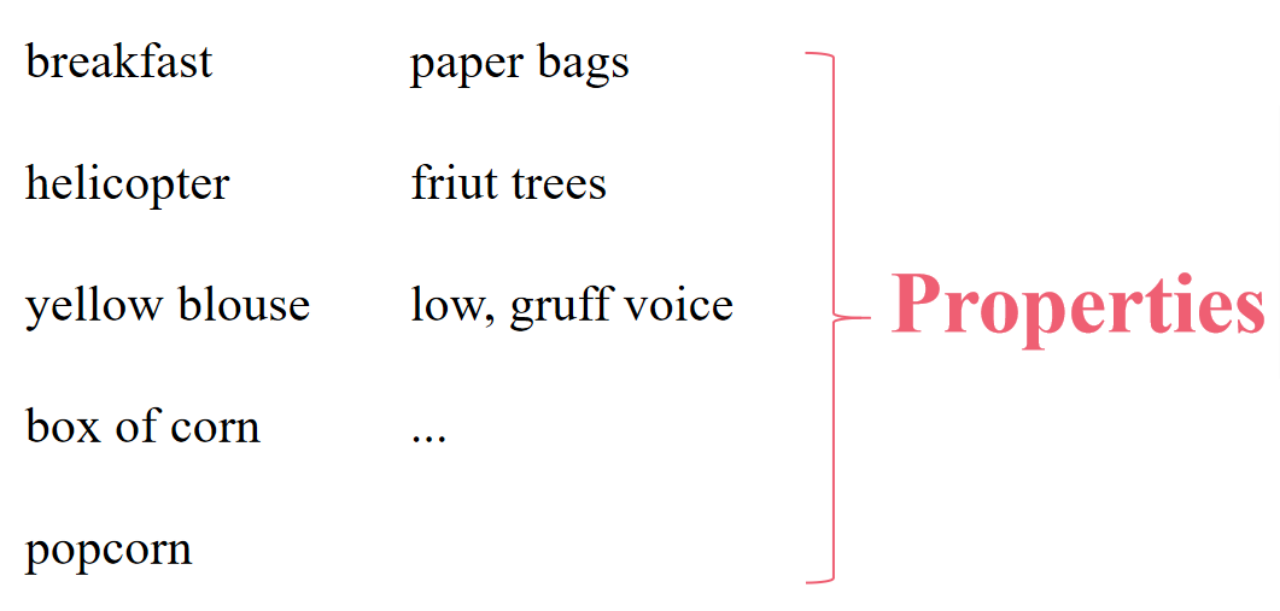 breakfast
helicopter
yellow blouse
box of corn
popcorn
paper bags
friut trees
low, gruff voice
...
Properties